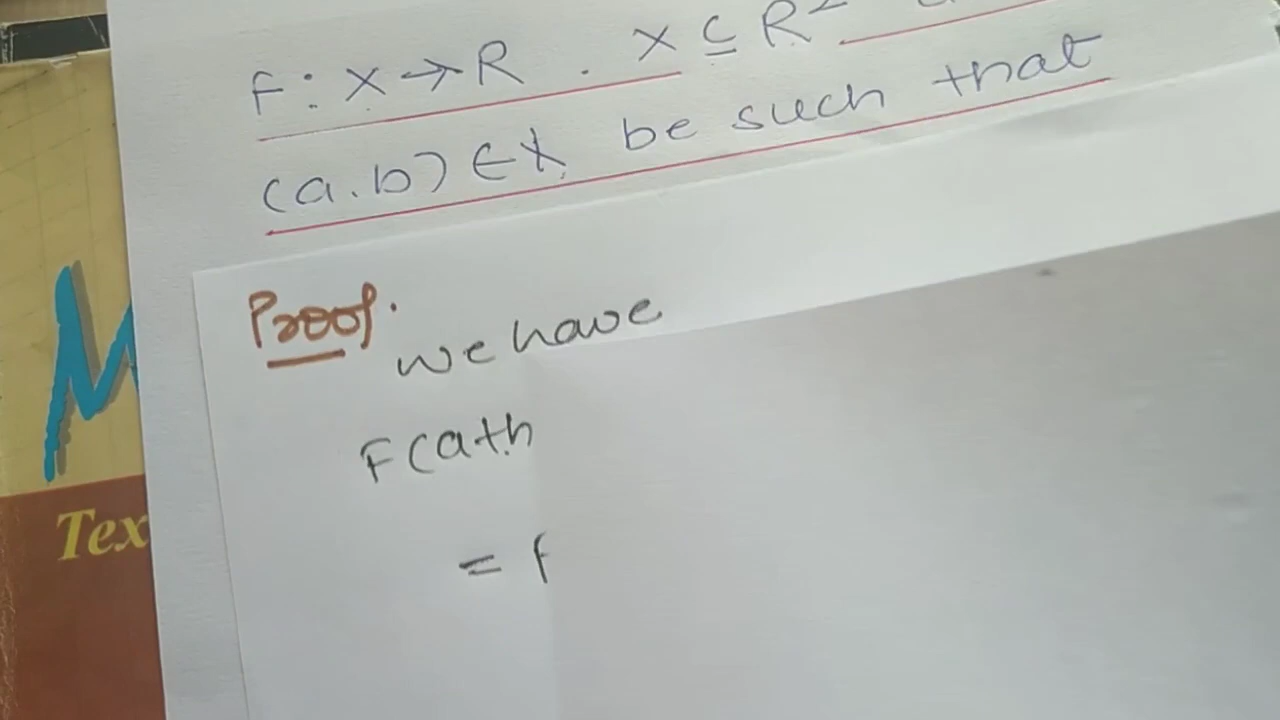 F: X → R . X ⊆ R²
(a.b) ∈ X be such that
Proof.
we have
F(a+h
= f
Tex